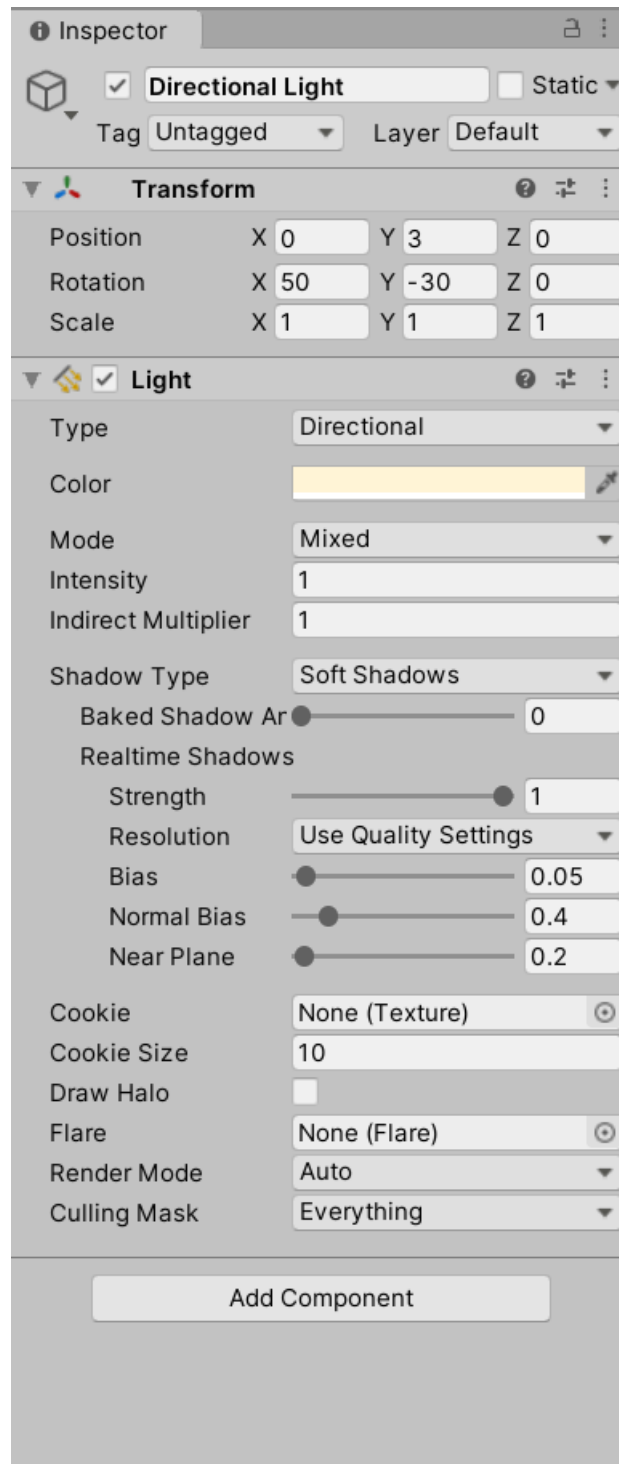 Inspector
Directional Light Static
Tag Untagged Layer Default
Transform
Position X 0 Y 3 Z 0
Rotation X 50 Y -30 Z 0
Scale X 1 Y 1 Z 1
Light
Type Directional
Color
Mode Mixed
Intensity 1
Indirect Multiplier 1
Shadow Type Soft Shadows
Baked Shadow Ar 0
Realtime Shadows
Strength 1
Resolution Use Quality Settings
Bias 0.05
Normal Bias 0.4
Near Plane 0.2
Cookie None (Texture)
Cookie Size 10
Draw Halo
Flare None (Flare)
Render Mode Auto
Culling Mask Everything
Add Component